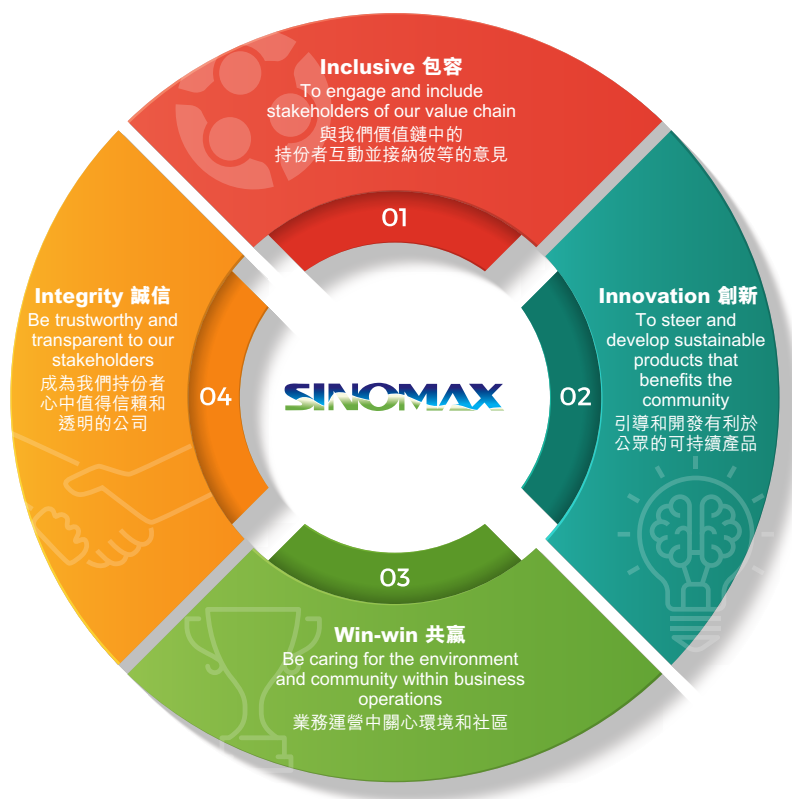 Inclusive 包容
To engage and include
stakeholders of our value chain
與我們價值鏈中的
持份者互動並接納彼等的意見
01
Innovation 創新
To steer and
develop sustainable
products that
benefits the
community
引導和開發有利於
公眾的可持續產品
02
Win-win 共贏
Be caring for the environment
and community within business
operations
業務運營中關心環境和社區
03
Integrity 誠信
Be trustworthy and
transparent to our
stakeholders
成為我們持份者
心中值得信賴和
透明的公司
04
SINOMAX